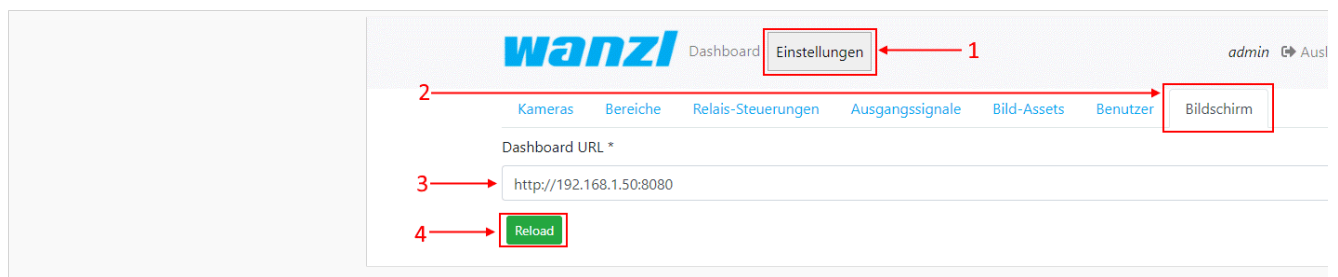 wanzl Dashboard Einstellungen 1 admin Ausl
2
Kameras Bereiche Relais-Steuerungen Ausgangssignale Bild-Assets Benutzer Bildschirm
Dashboard URL *
3 http://192.168.1.50:8080
4 Reload